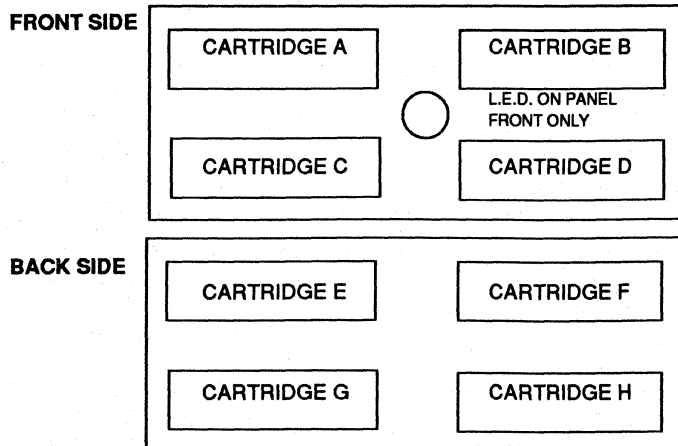 FRONT SIDE
CARTRIDGE A
CARTRIDGE B
L.E.D. ON PANEL
FRONT ONLY
CARTRIDGE C
CARTRIDGE D
BACK SIDE
CARTRIDGE E
CARTRIDGE F
CARTRIDGE G
CARTRIDGE H